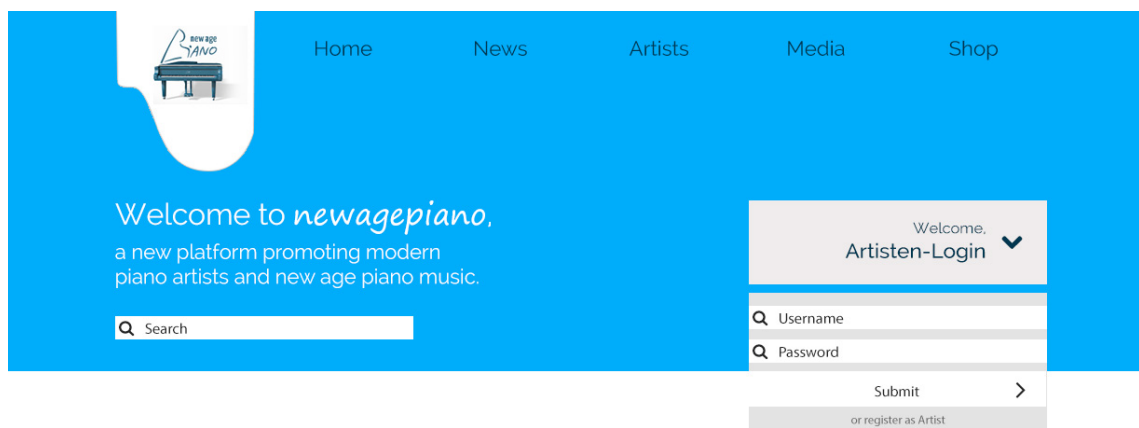 new age
PIANO
Home
News
Artists
Media
Shop
Welcome to newagepiano,
a new platform promoting modern
piano artists and new age piano music.
Search
Welcome,
Artisten-Login
Username
Password
Submit
or register as Artist